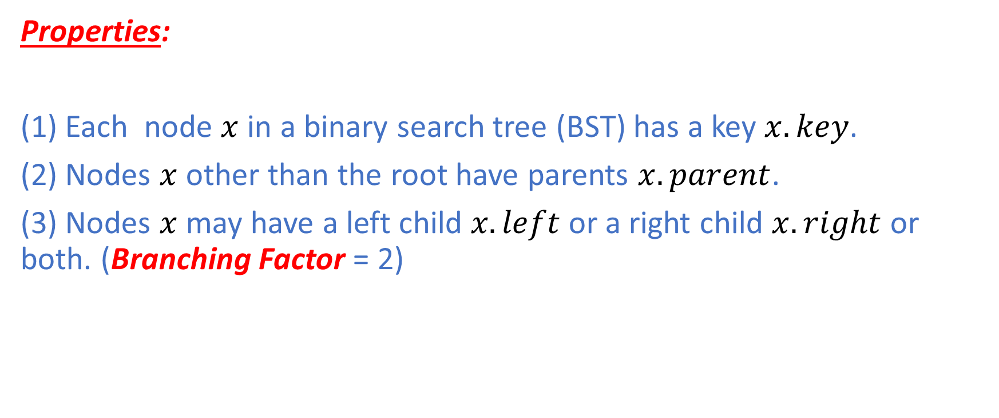 Properties:
(1) Each  node x in a binary search tree (BST) has a key x.key.
(2) Nodes x other than the root have parents x.parent.
(3) Nodes x may have a left child x.left or a right child x.right or
both. (Branching Factor = 2)